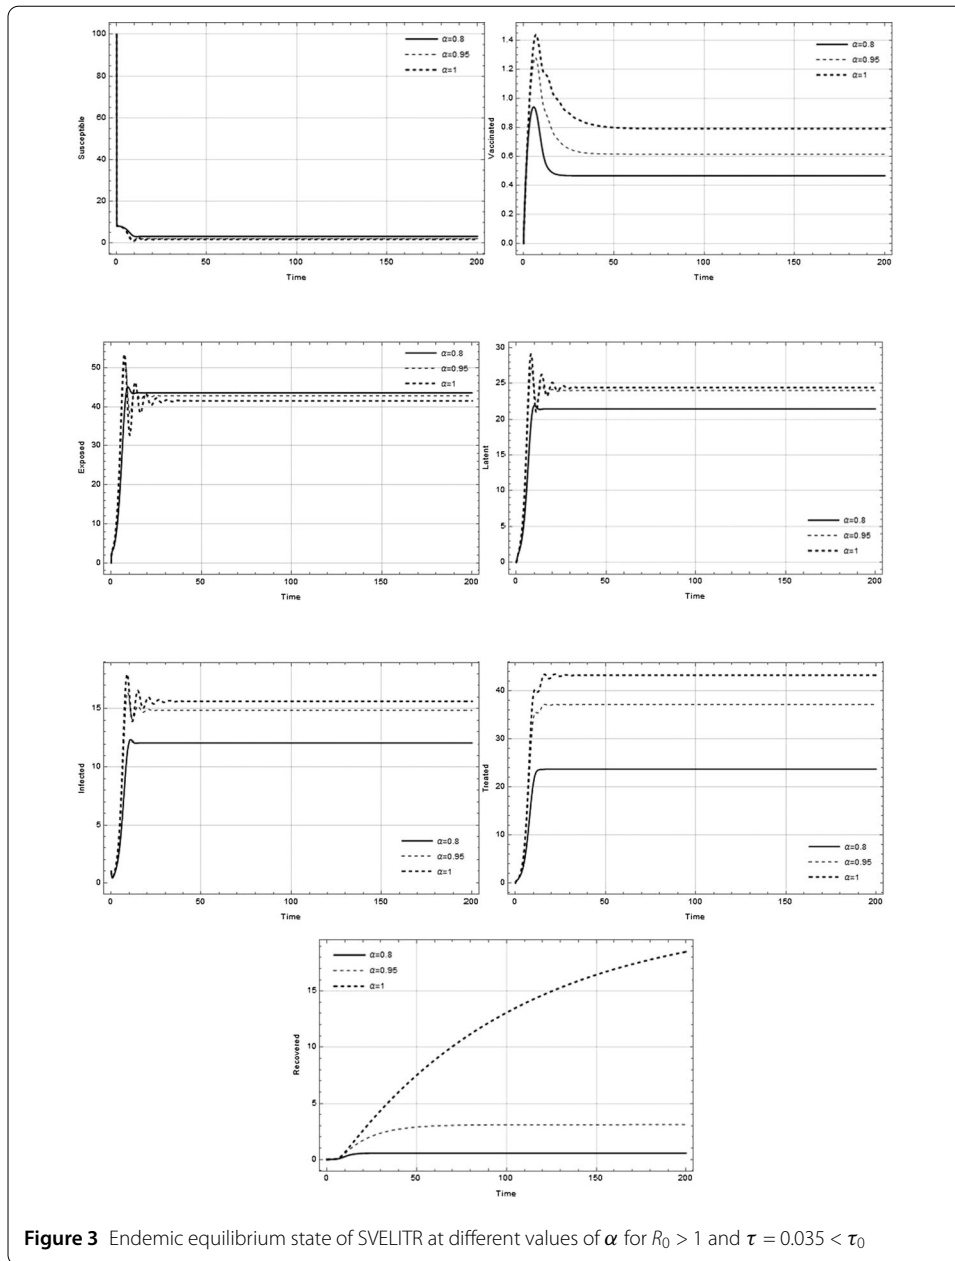 α=0.8
α=0.95
α=1
100
80
60
40
20
0
Susceptible
0 50 100 150 200
Time
α=0.8
α=0.95
α=1
1.4
1.2
1.0
0.8
0.6
0.4
0.2
0.0
Vaccinated
0 50 100 150 200
Time
α=0.8
α=0.95
α=1
50
40
30
20
10
0
Exposed
0 50 100 150 200
Time
30
25
20
15
10
5
0
Latent
α=0.8
α=0.95
α=1
0 50 100 150 200
Time
15
10
5
0
Infected
α=0.8
α=0.95
α=1
0 50 100 150 200
Time
40
30
20
10
0
Treated
α=0.8
α=0.95
α=1
0 50 100 150 200
Time
α=0.8
α=0.95
α=1
15
10
5
0
Recovered
0 50 100 150 200
Time
Figure 3 Endemic equilibrium state of SVELITR at different values of α for R₀ > 1 and τ = 0.035 < τ₀